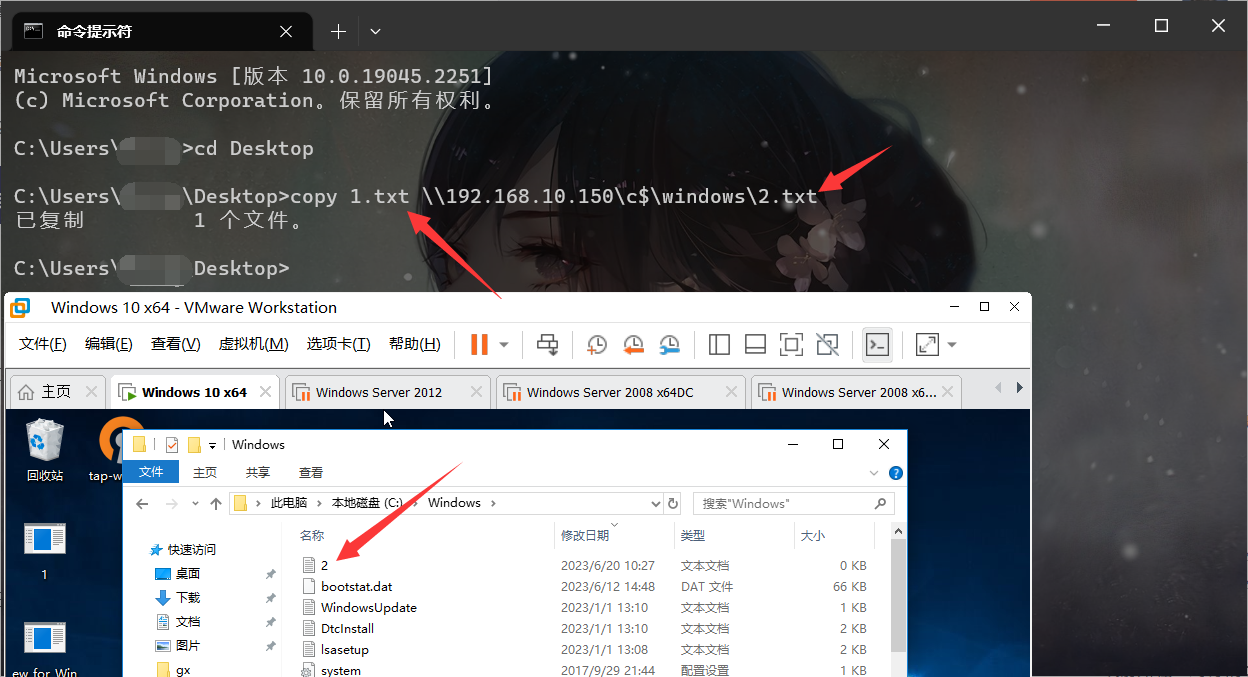 命令提示符
Microsoft Windows [版本 10.0.19045.2251]
(c) Microsoft Corporation。保留所有权利。
C:\Users\ >cd Desktop
C:\Users\ \Desktop>copy 1.txt \\192.168.10.150\c$\windows\2.txt
已复制         1 个文件。
C:\Users\ Desktop>
Windows 10 x64 - VMware Workstation
文件(F) 编辑(E) 查看(V) 虚拟机(M) 选项卡(T) 帮助(H)
主页 Windows 10 x64 Windows Server 2012 Windows Server 2008 x64DC Windows Server 2008 x6...
回收站
tap-w
1
ew for Win
Windows
文件 主页 共享 查看
此电脑 › 本地磁盘 (C:) › Windows ›
搜索"Windows"
名称 修改日期 类型 大小
快速访问
桌面
下载
文档
图片
gx
2 2023/6/20 10:27 文本文档 0 KB
bootstat.dat 2023/6/12 14:48 DAT 文件 66 KB
WindowsUpdate 2023/1/1 13:10 文本文档 1 KB
DtcInstall 2023/1/1 13:10 文本文档 2 KB
lsasetup 2023/1/1 13:08 文本文档 2 KB
system 2017/9/29 21:44 配置设置 1 KB